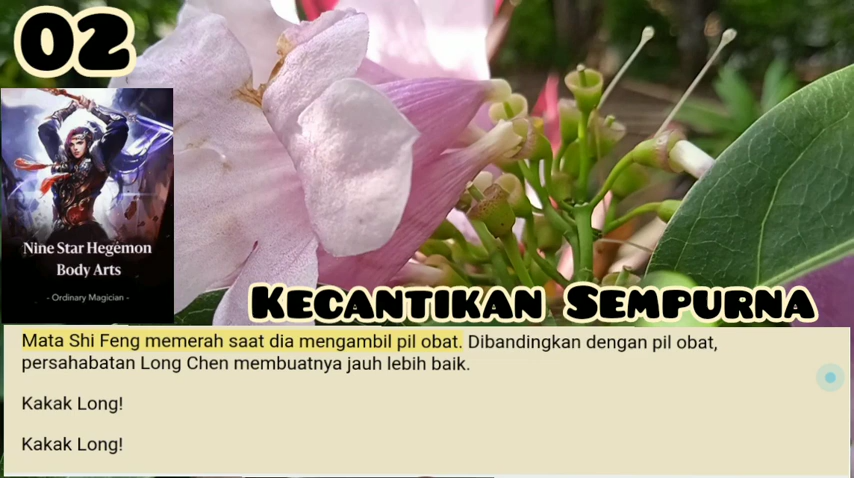 02
Nine Star Hegemon
Body Arts
- Ordinary Magician -
Kecantikan Sempurna
Mata Shi Feng memerah saat dia mengambil pil obat. Dibandingkan dengan pil obat,
persahabatan Long Chen membuatnya jauh lebih baik.
Kakak Long!
Kakak Long!